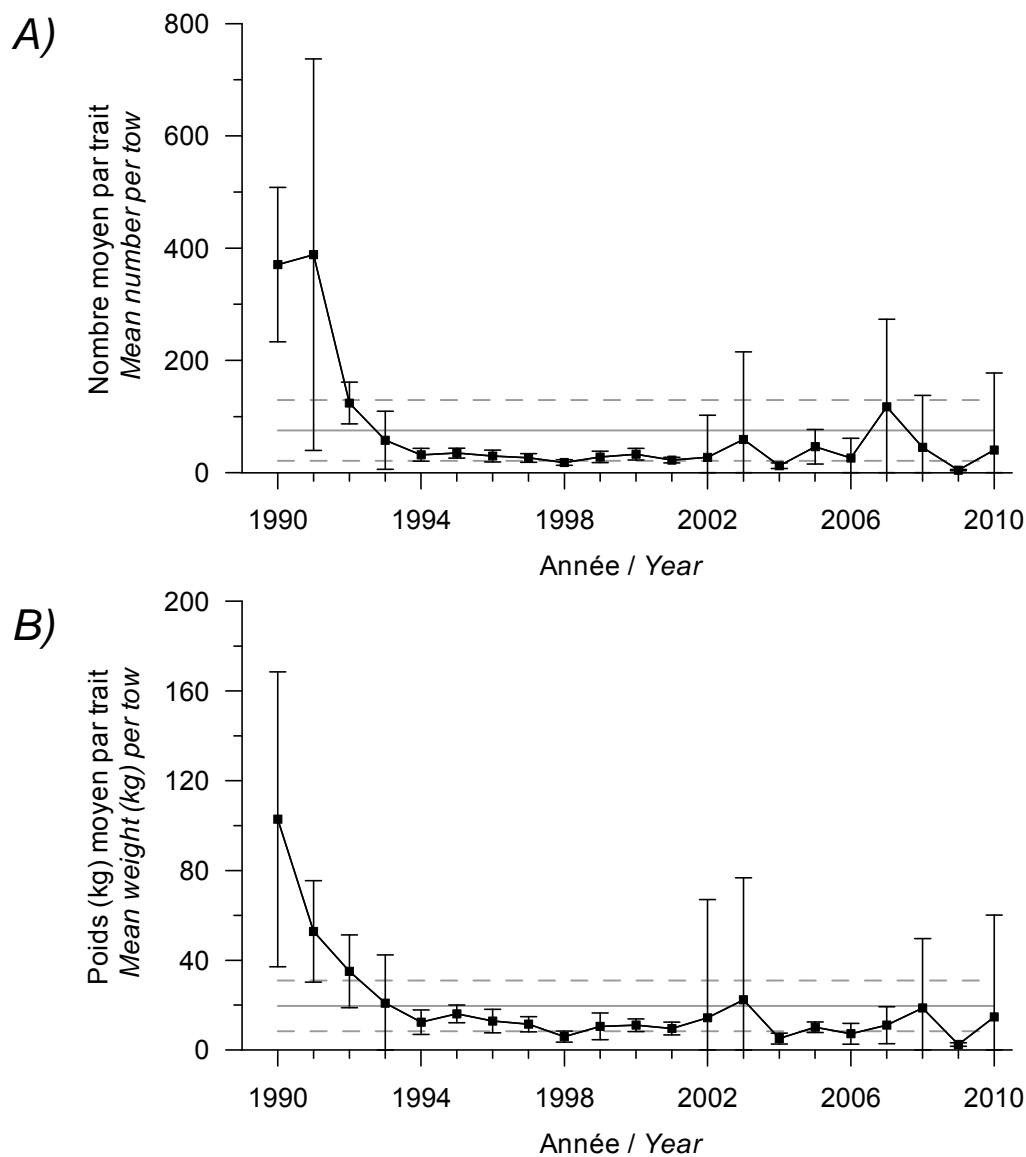 A)
Nombre moyen par trait
Mean number per tow
800
600
400
200
0
1990 1994 1998 2002 2006 2010
Année / Year
B)
Poids (kg) moyen par trait
Mean weight (kg) per tow
200
160
120
80
40
0
1990 1994 1998 2002 2006 2010
Année / Year